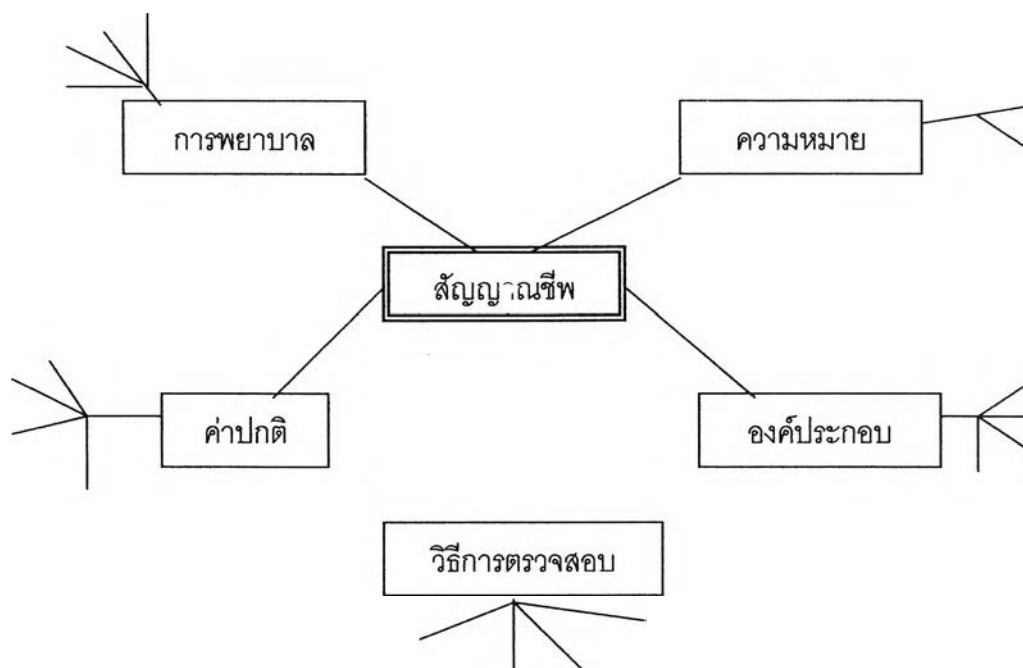 การพยาบาล
ความหมาย
สัญญาณชีพ
ค่าปกติ
องค์ประกอบ
วิธีการตรวจสอบ